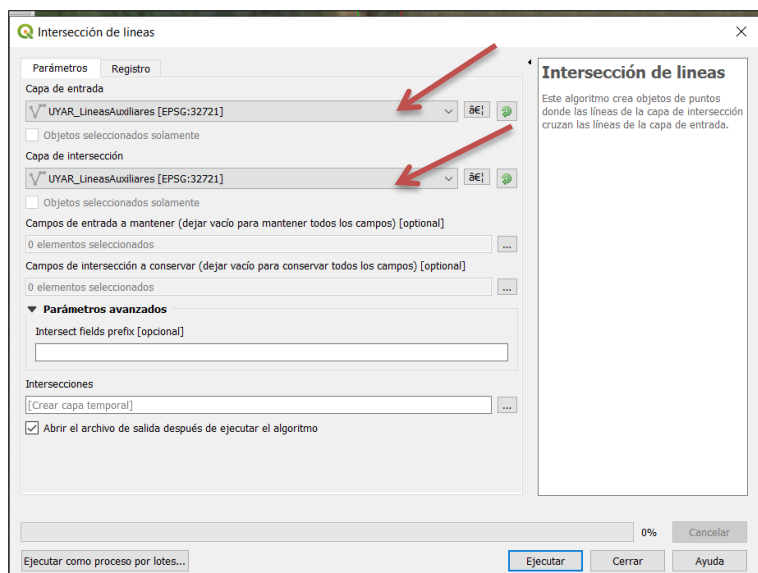 Intersección de lineas
Parámetros
Registro
Capa de entrada
UYAR_LineasAuxiliares [EPSG:32721]
â€¦
Objetos seleccionados solamente
Capa de intersección
UYAR_LineasAuxiliares [EPSG:32721]
â€¦
Objetos seleccionados solamente
Campos de entrada a mantener (dejar vacío para mantener todos los campos) [optional]
0 elementos seleccionados
...
Campos de intersección a conservar (dejar vacío para conservar todos los campos) [optional]
0 elementos seleccionados
...
Parámetros avanzados
Intersect fields prefix [opcional]
Intersecciones
[Crear capa temporal]
...
Abrir el archivo de salida después de ejecutar el algoritmo
Intersección de lineas
Este algoritmo crea objetos de puntos
donde las líneas de la capa de intersección
cruzan las líneas de la capa de entrada.
0%
Cancelar
Ejecutar como proceso por lotes...
Ejecutar
Cerrar
Ayuda